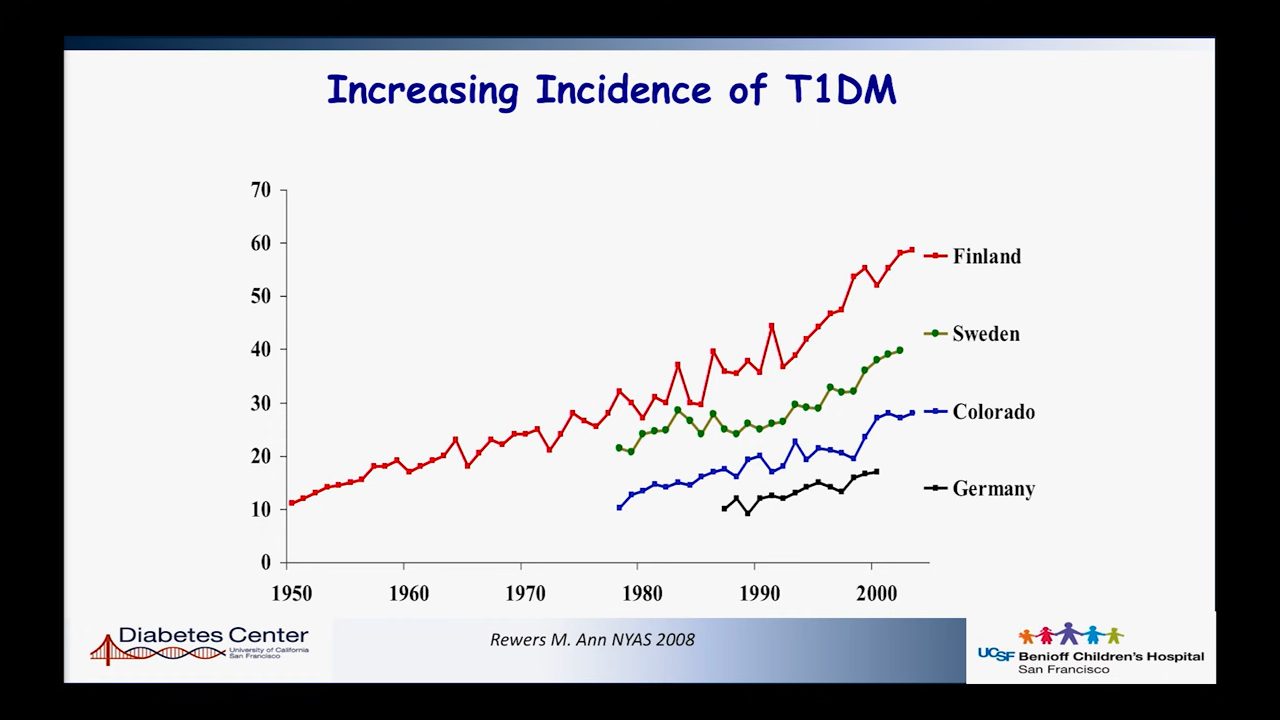 Increasing Incidence of T1DM
70
60
50
40
30
20
10
0
1950 1960 1970 1980 1990 2000
Finland
Sweden
Colorado
Germany
Diabetes Center
University of California
San Francisco
Rewers M. Ann NYAS 2008
UCSF Benioff Children's Hospital
San Francisco